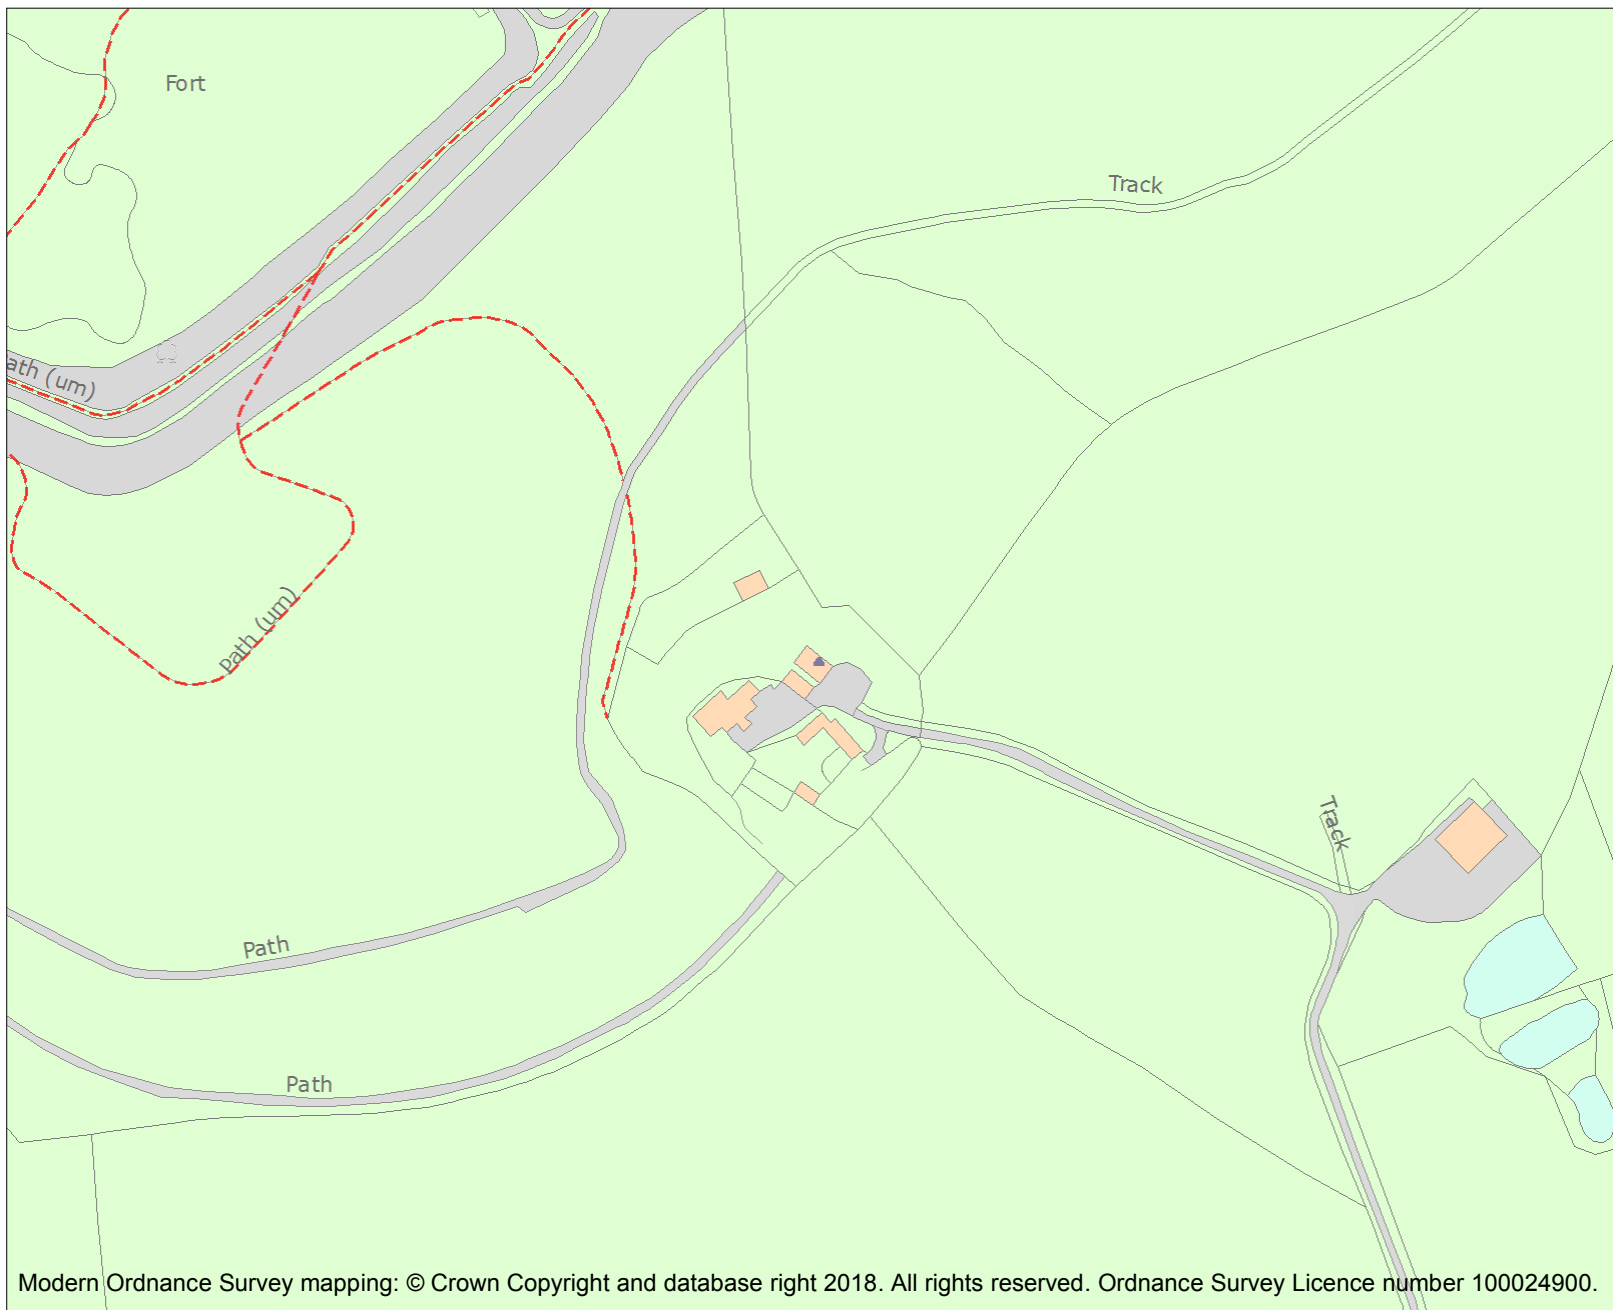 Fort
Track
ath (um)
Path (um)
Track
Path
Path
Modern Ordnance Survey mapping: © Crown Copyright and database right 2018. All rights reserved. Ordnance Survey Licence number 100024900.